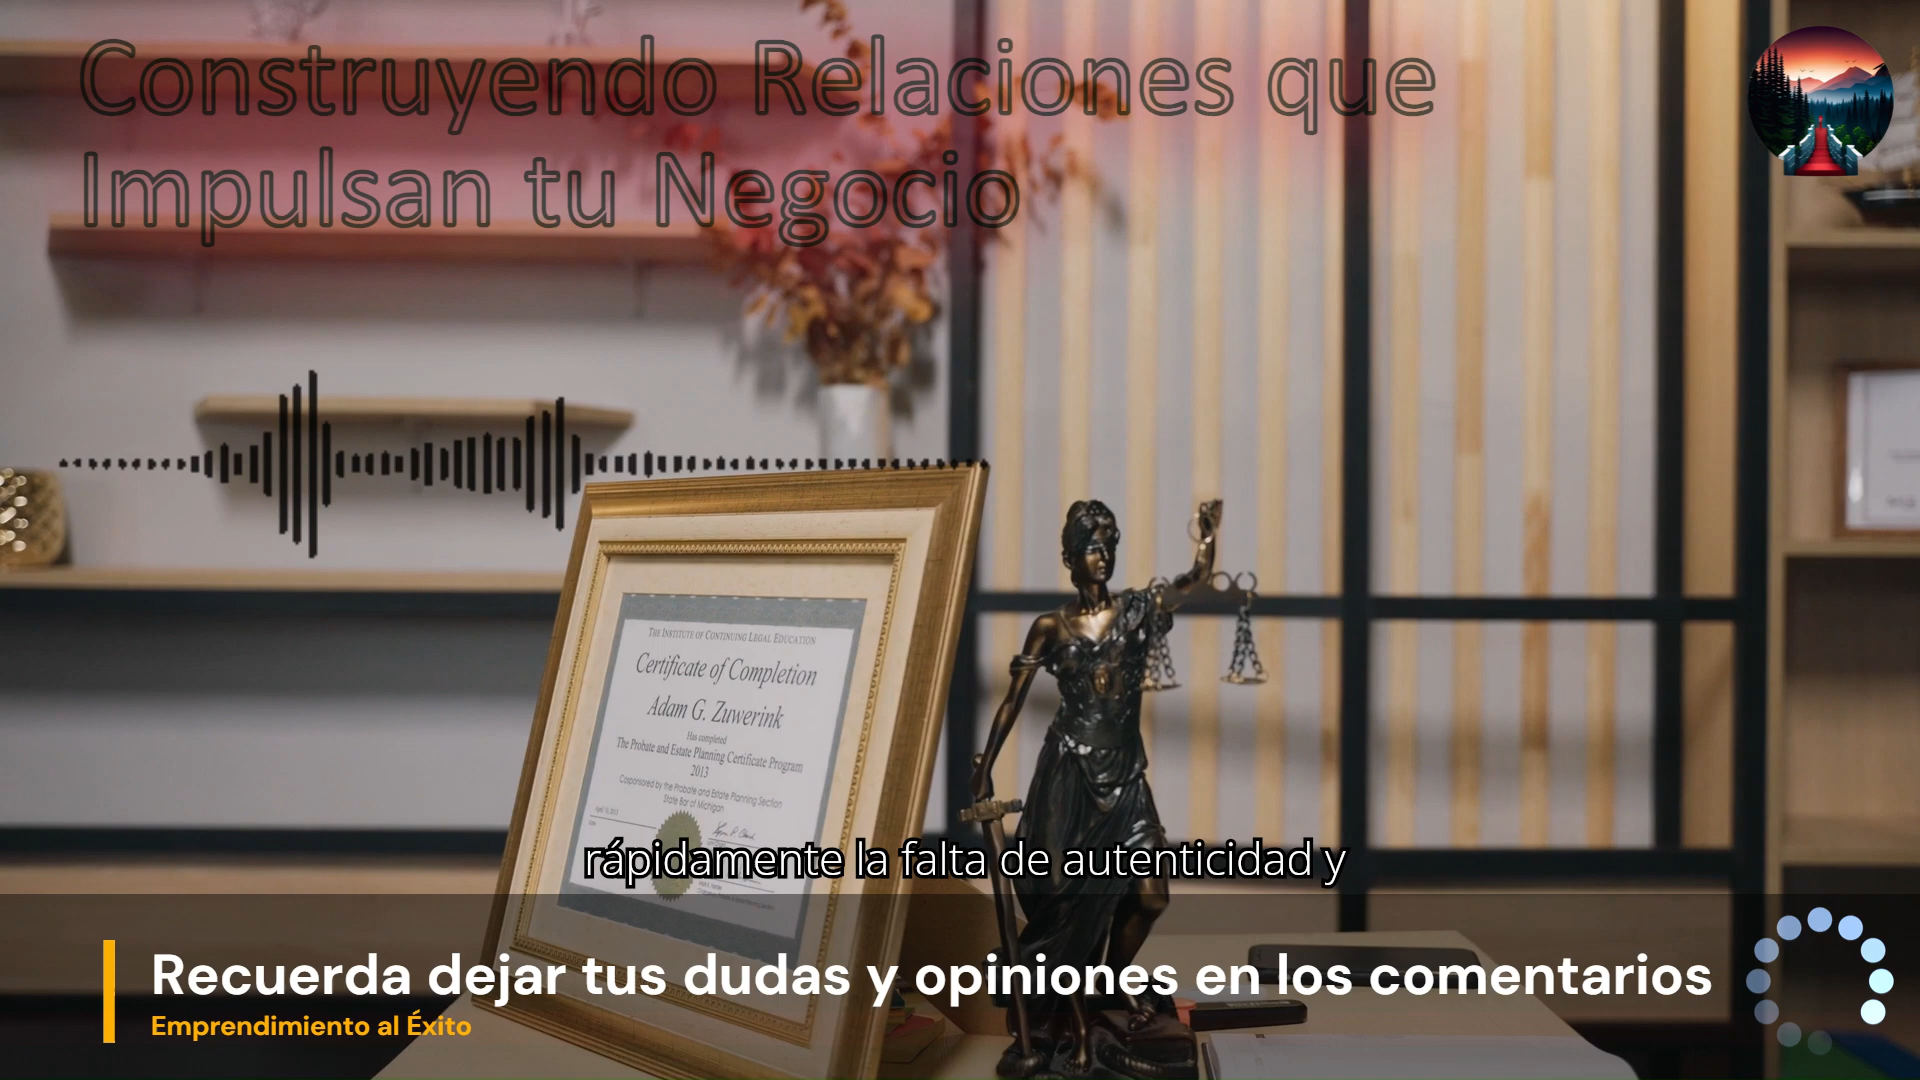 Construyendo Relaciones que
Impulsan tu Negocio
THE INSTITUTE OF CONTINUING LEGAL EDUCATION
Certificate of Completion
Adam G. Zuwerink
Has completed
The Probate and Estate Planning Certificate Program
2013
Cosponsored by the Probate and Estate Planning Section
State Bar of Michigan
rápidamente la falta de autenticidad y
Recuerda dejar tus dudas y opiniones en los comentarios
Emprendimiento al Éxito